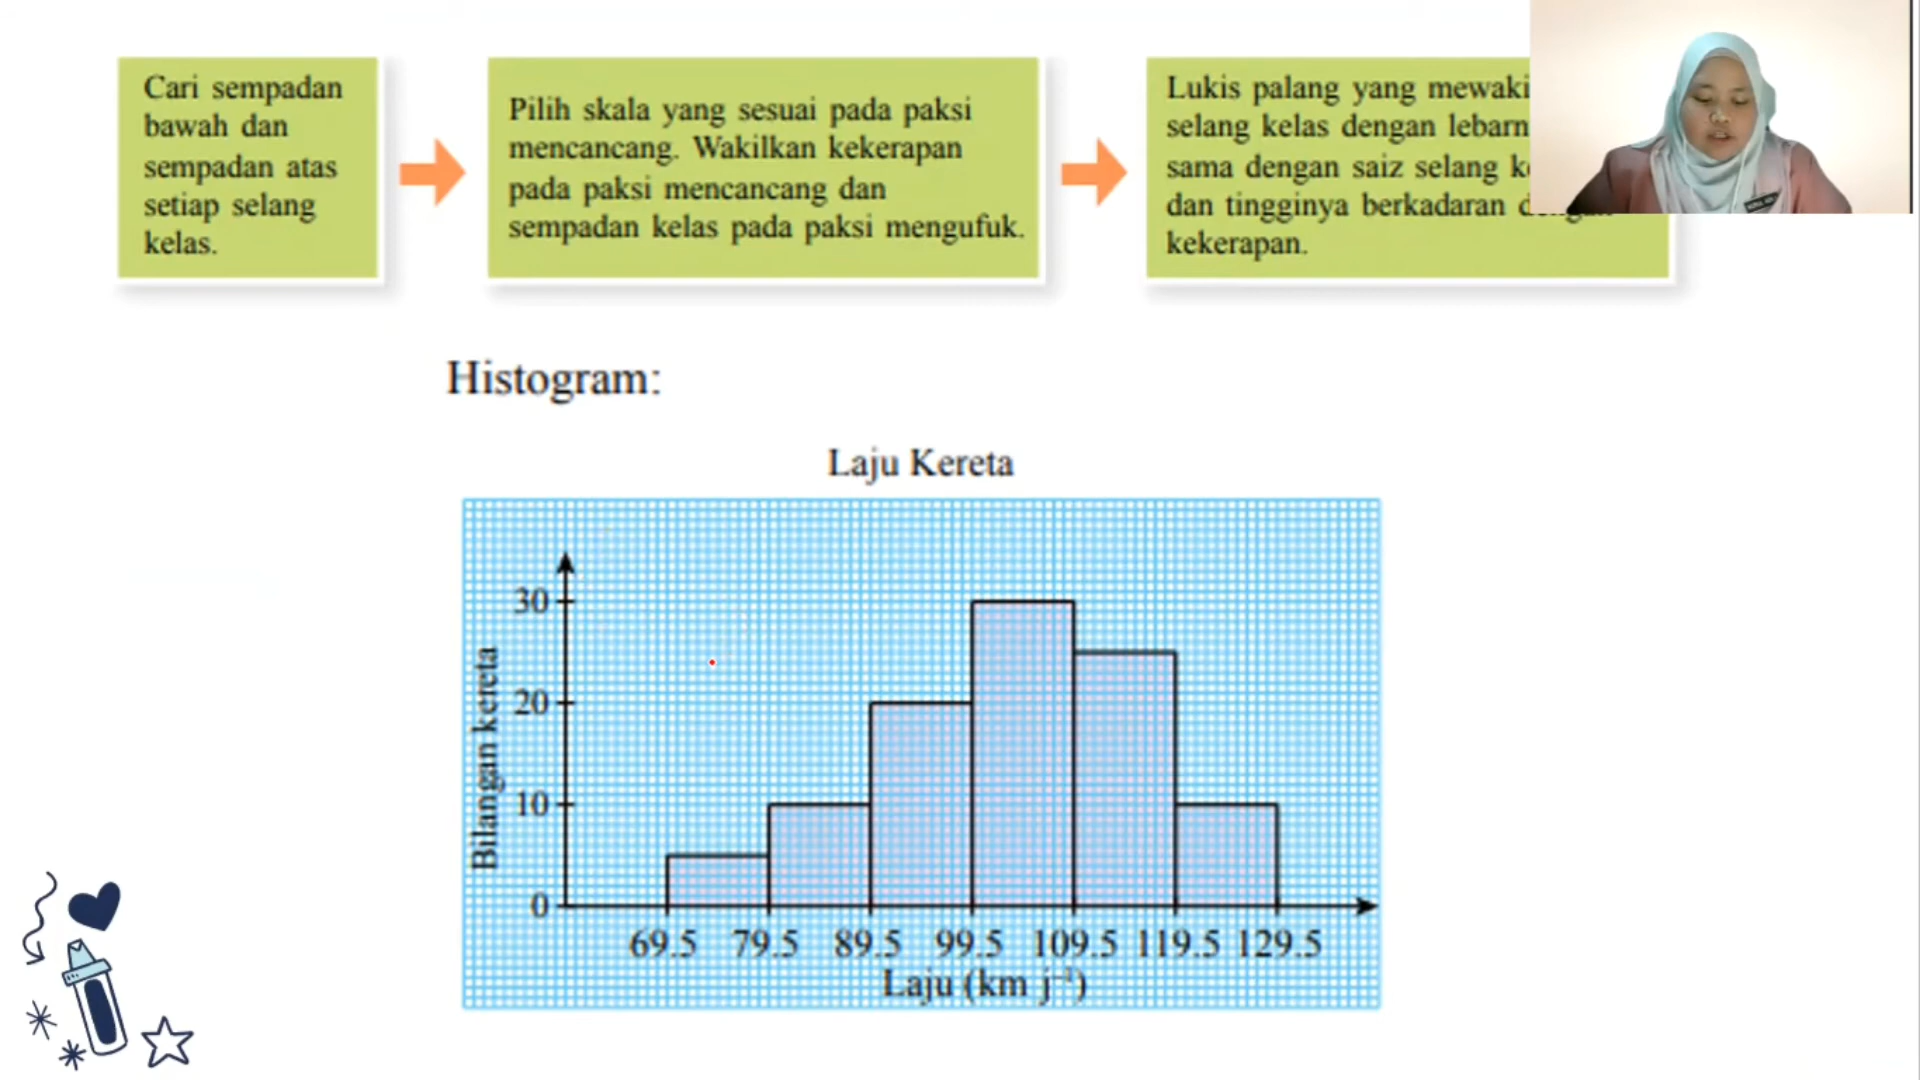 Cari sempadan
bawah dan
sempadan atas
setiap selang
kelas.
Pilih skala yang sesuai pada paksi
mencancang. Wakilkan kekerapan
pada paksi mencancang dan
sempadan kelas pada paksi mengufuk.
Lukis palang yang
selang kelas dengan
sama dengan saiz selang
dan tingginya berkadaran
kekerapan.
Histogram:
Laju Kereta
Bilangan kereta
30
20
10
0
69.5 79.5 89.5 99.5 109.5 119.5 129.5
Laju (km j⁻¹)